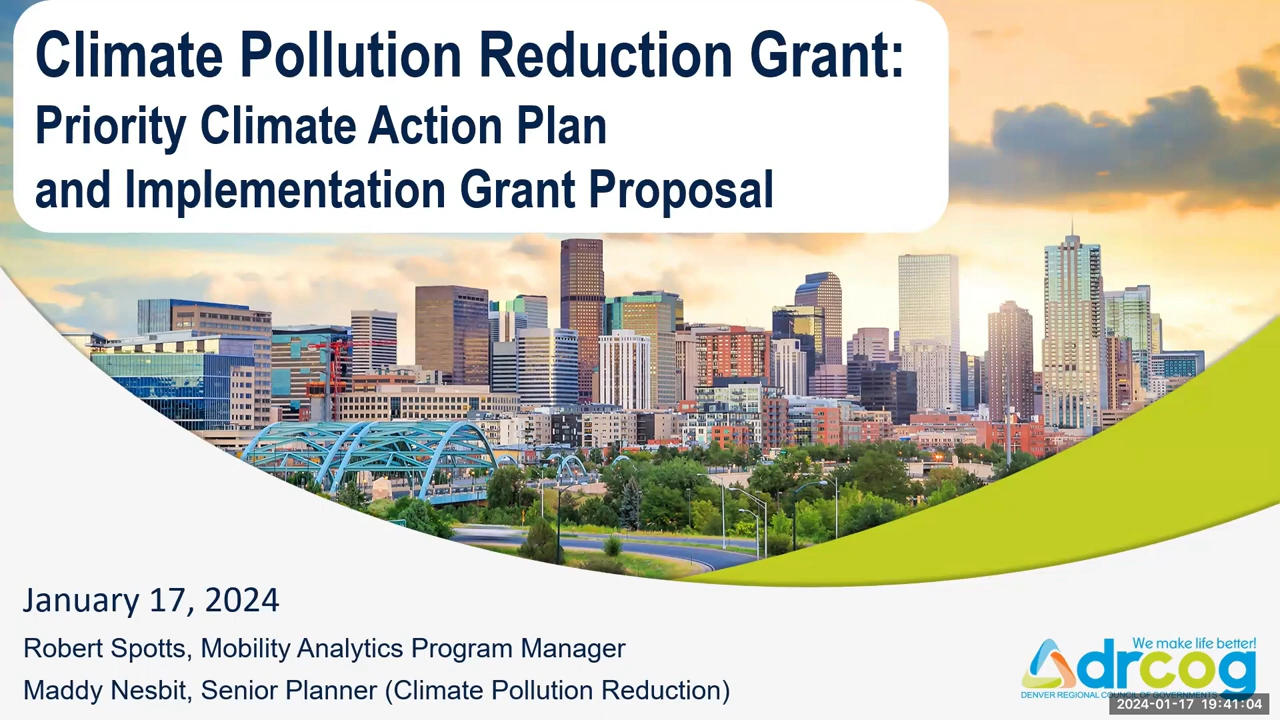 Climate Pollution Reduction Grant:
Priority Climate Action Plan
and Implementation Grant Proposal
January 17, 2024
Robert Spotts, Mobility Analytics Program Manager
Maddy Nesbit, Senior Planner (Climate Pollution Reduction)
We make life better!
drcog
DENVER REGIONAL COUNCIL OF GOVERNMENTS
2024-01-17 19:41:04